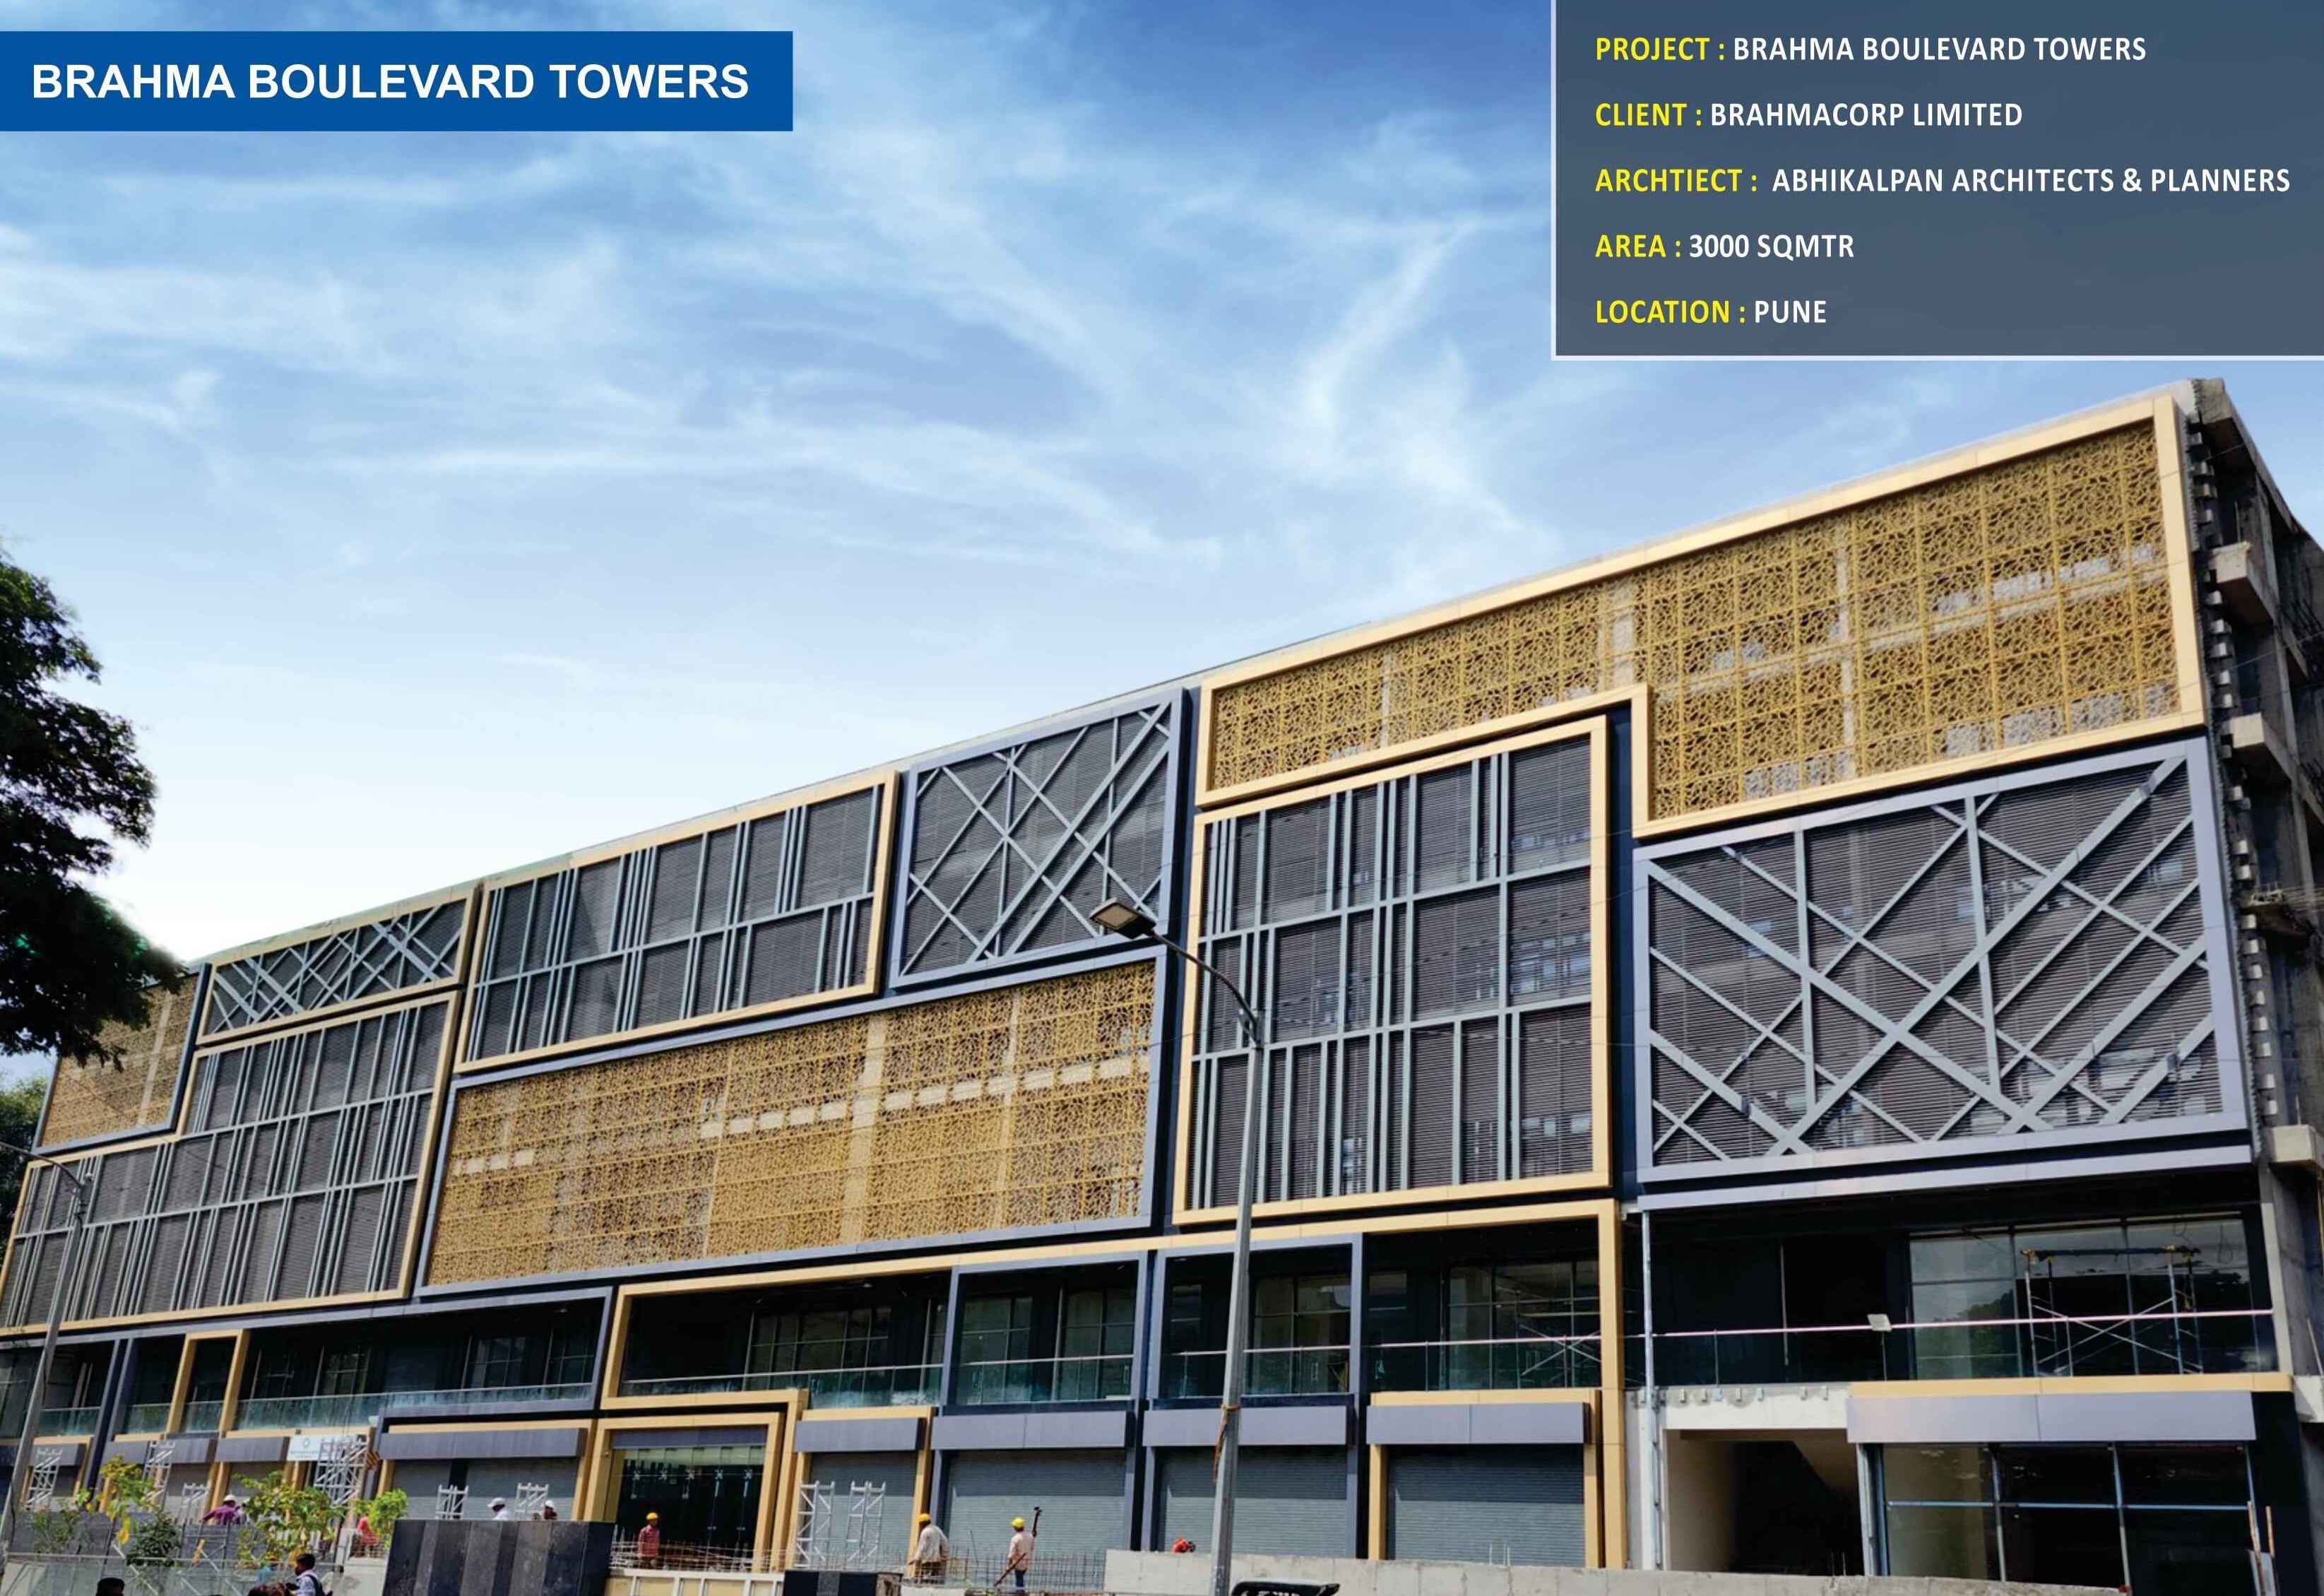 BRAHMA BOULEVARD TOWERS
PROJECT : BRAHMA BOULEVARD TOWERS
CLIENT : BRAHMACORP LIMITED
ARCHTIECT : ABHIKALPAN ARCHITECTS & PLANNERS
AREA : 3000 SQMTR
LOCATION : PUNE